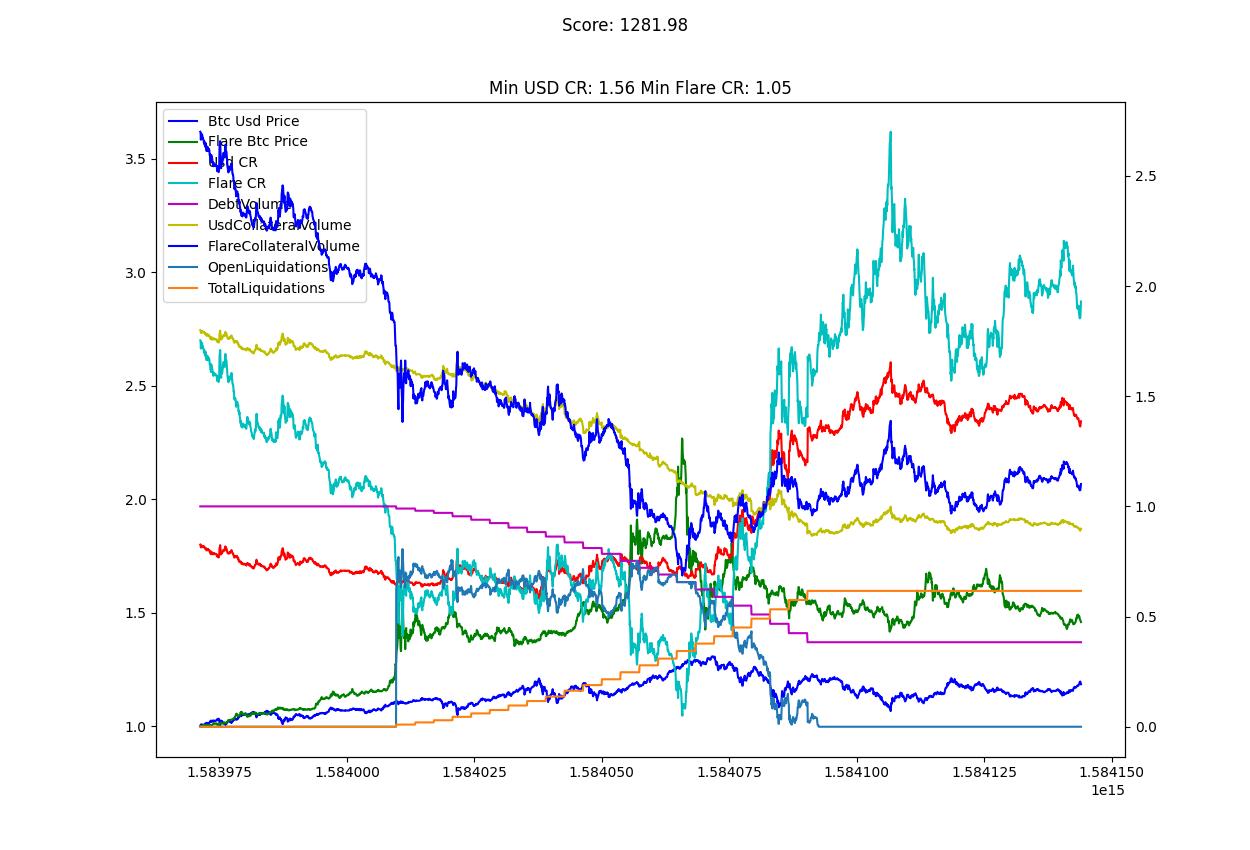 Score: 1281.98
Min USD CR: 1.56 Min Flare CR: 1.05
Btc Usd Price
Flare Btc Price
Usd CR
Flare CR
DebtVolume
UsdCollateralVolume
FlareCollateralVolume
OpenLiquidations
TotalLiquidations
3.5
3.0
2.5
2.0
1.5
1.0
2.5
2.0
1.5
1.0
0.5
0.0
1.583975 1.584000 1.584025 1.584050 1.584075 1.584100 1.584125 1.584150
1e15